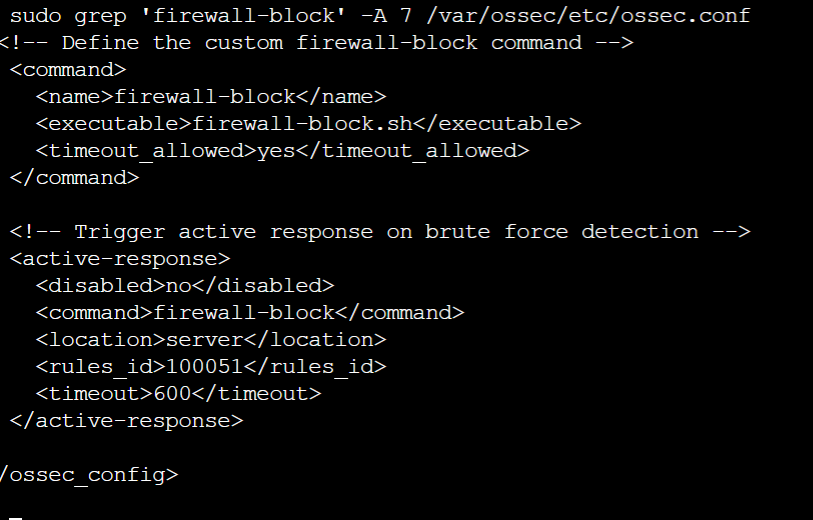 sudo grep 'firewall-block' -A 7 /var/ossec/etc/ossec.conf
<!-- Define the custom firewall-block command -->
<command>
<name>firewall-block</name>
<executable>firewall-block.sh</executable>
<timeout_allowed>yes</timeout_allowed>
</command>
<!-- Trigger active response on brute force detection -->
<active-response>
<disabled>no</disabled>
<command>firewall-block</command>
<location>server</location>
<rules_id>100051</rules_id>
<timeout>600</timeout>
</active-response>
/ossec_config>